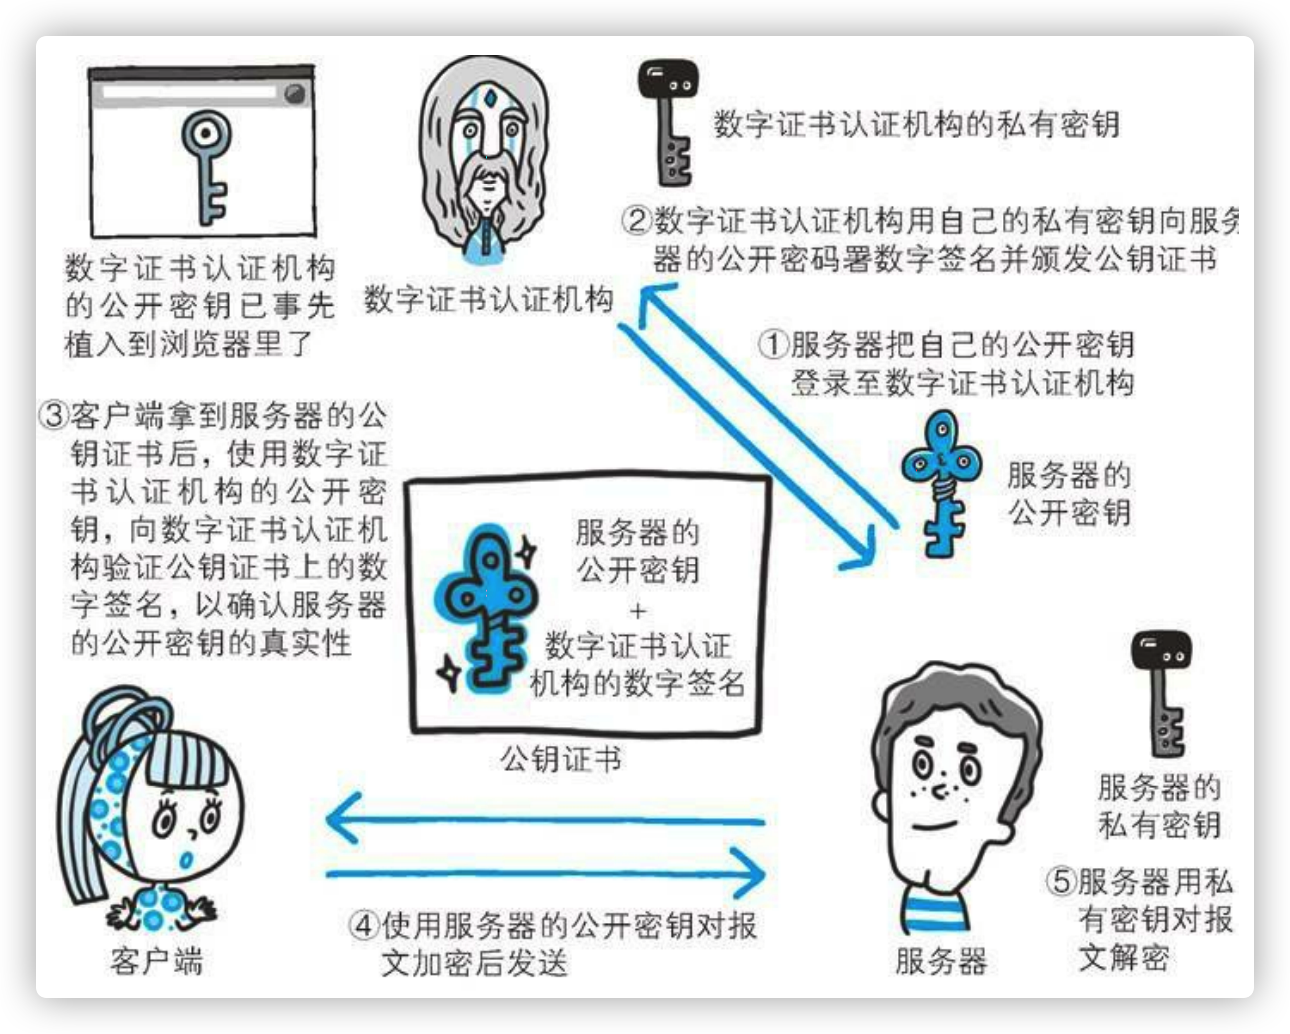 数字证书认证机构的私有密钥
②数字证书认证机构用自己的私有密钥向服务
器的公开密码署数字签名并颁发公钥证书
数字证书认证机构
的公开密钥已事先
植入到浏览器里了
数字证书认证机构
①服务器把自己的公开密钥
登录至数字证书认证机构
③客户端拿到服务器的公
钥证书后，使用数字证
书认证机构的公开密
钥，向数字证书认证机
构验证公钥证书上的数
字签名，以确认服务器
的公开密钥的真实性
服务器的
公开密钥
服务器的
公开密钥
+
数字证书认证
机构的数字签名
公钥证书
服务器的
私有密钥
④使用服务器的公开密钥对报
文加密后发送
⑤服务器用私
有密钥对报
文解密
客户端
服务器